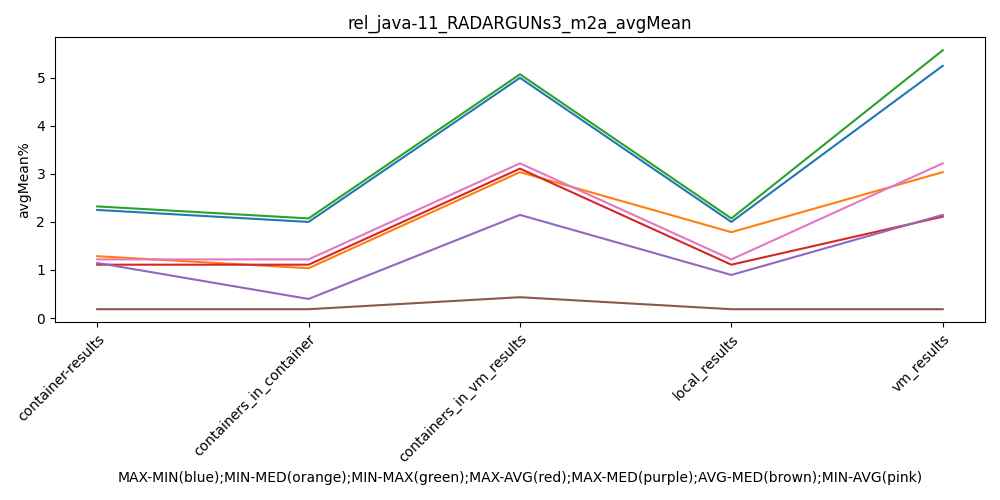 rel_java-11_RADARGUNs3_m2a_avgMean
avgMean%
5
4
3
2
1
0
container-results
containers_in_container
containers_in_vm_results
local_results
vm_results
MAX-MIN(blue);MIN-MED(orange);MIN-MAX(green);MAX-AVG(red);MAX-MED(purple);AVG-MED(brown);MIN-AVG(pink)